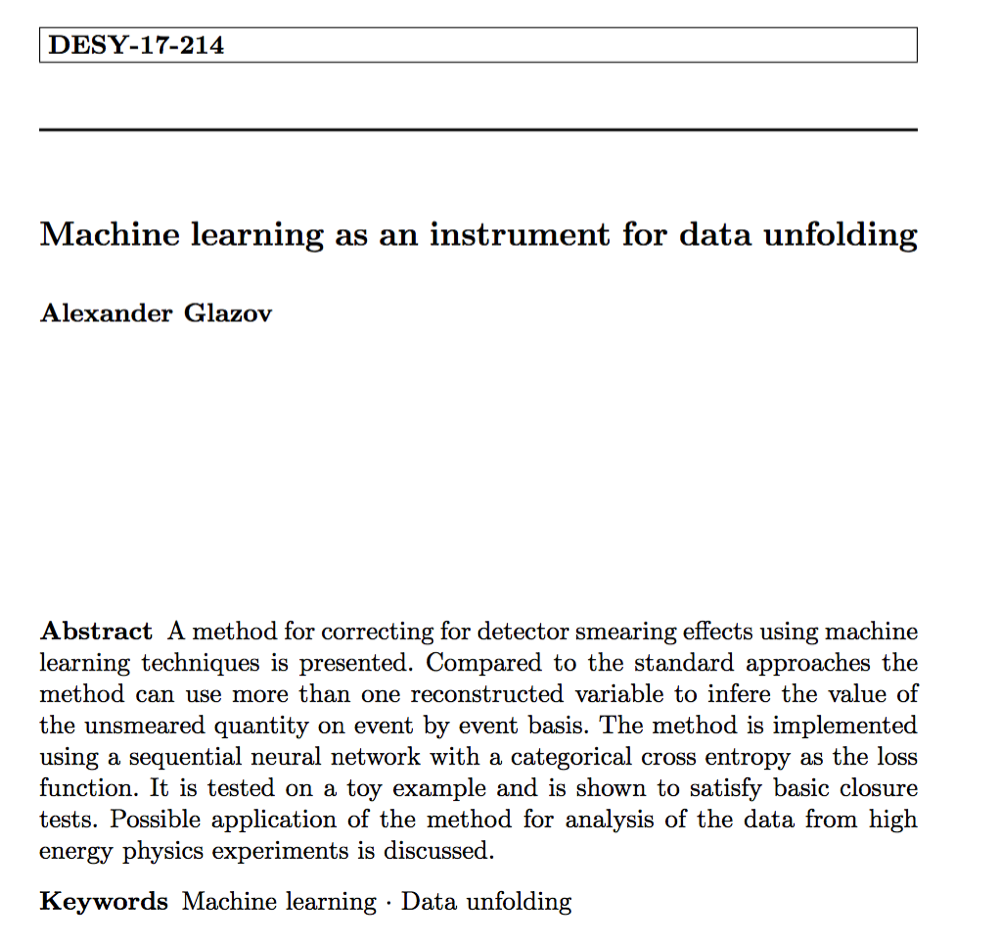 DESY-17-214
Machine learning as an instrument for data unfolding
Alexander Glazov
Abstract A method for correcting for detector smearing effects using machine
learning techniques is presented. Compared to the standard approaches the
method can use more than one reconstructed variable to infere the value of
the unsmeared quantity on event by event basis. The method is implemented
using a sequential neural network with a categorical cross entropy as the loss
function. It is tested on a toy example and is shown to satisfy basic closure
tests. Possible application of the method for analysis of the data from high
energy physics experiments is discussed.
Keywords Machine learning · Data unfolding